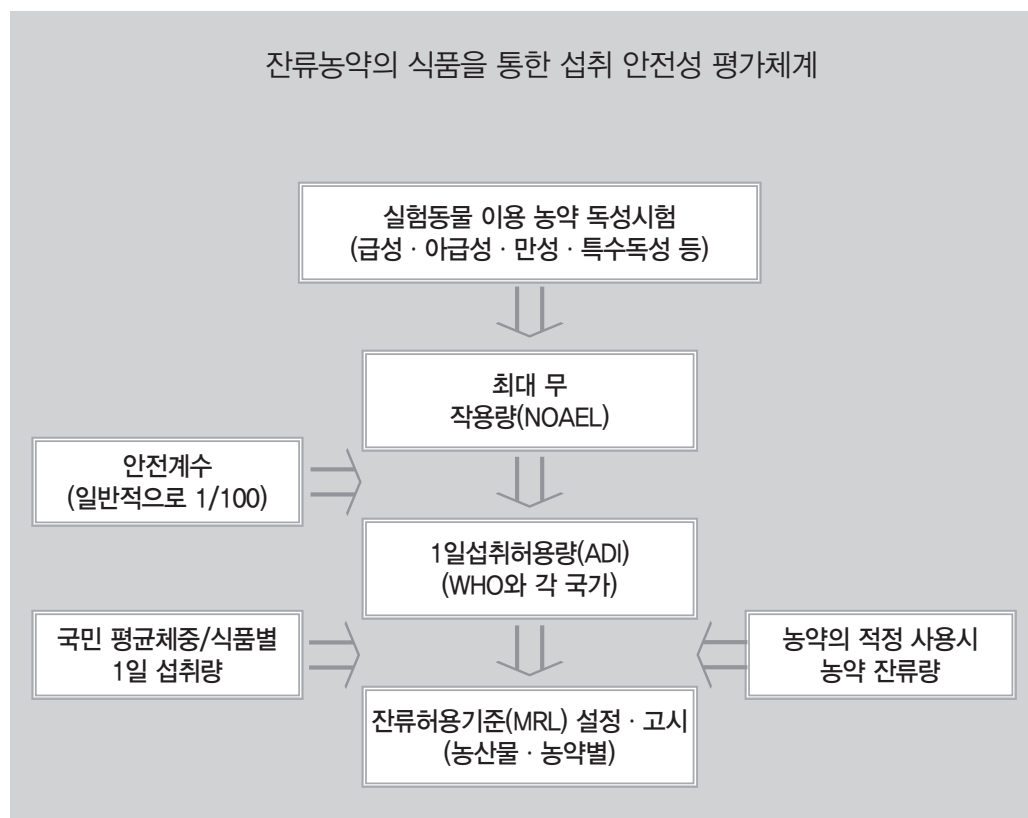 잔류농약의 식품을 통한 섭취 안전성 평가체계
실험동물 이용 농약 독성시험
(급성 · 아급성 · 만성 · 특수독성 등)
최대 무
작용량(NOAEL)
안전계수
(일반적으로 1/100)
1일섭취허용량(ADI)
(WHO와 각 국가)
국민 평균체중/식품별
1일 섭취량
농약의 적정 사용시
농약 잔류량
잔류허용기준(MRL) 설정 · 고시
(농산물 · 농약별)